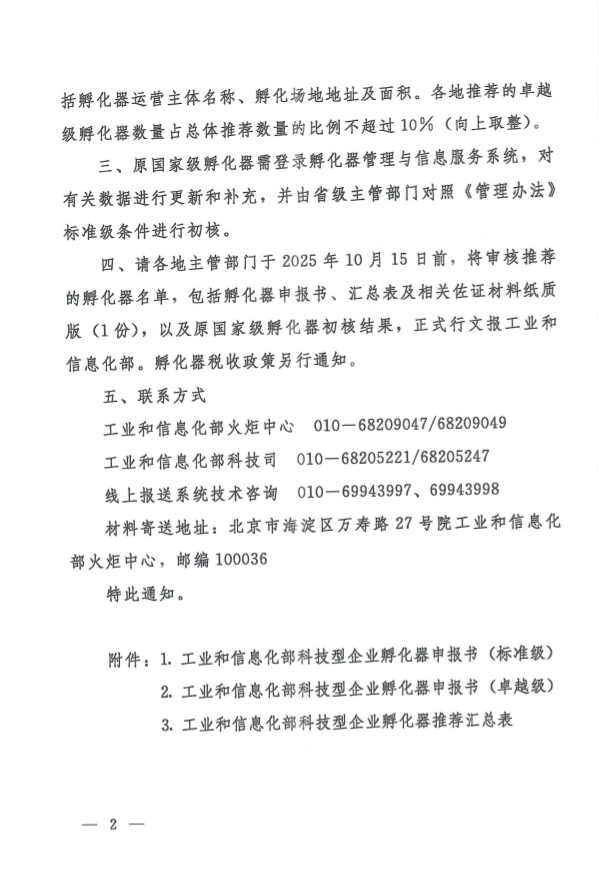 括孵化器运营主体名称、孵化场地地址及面积。各地推荐的卓越
级孵化器数量占总体推荐数量的比例不超过10%（向上取整）。
三、原国家级孵化器需登录孵化器管理与信息服务系统，对
有关数据进行更新和补充，并由省级主管部门对照《管理办法》
标准级条件进行初核。
四、请各地主管部门于2025年10月15日前，将审核推荐
的孵化器名单，包括孵化器申报书、汇总表及相关佐证材料纸质
版（1份），以及原国家级孵化器初核结果，正式行文报工业和
信息化部。孵化器税收政策另行通知。
五、联系方式
工业和信息化部火炬中心 010—68209047/68209049
工业和信息化部科技司 010—68205221/68205247
线上报送系统技术咨询 010—69943997、69943998
材料寄送地址：北京市海淀区万寿路27号院工业和信息化
部火炬中心，邮编100036
特此通知。
附件：1. 工业和信息化部科技型企业孵化器申报书（标准级）
2. 工业和信息化部科技型企业孵化器申报书（卓越级）
3. 工业和信息化部科技型企业孵化器推荐汇总表
— 2 —